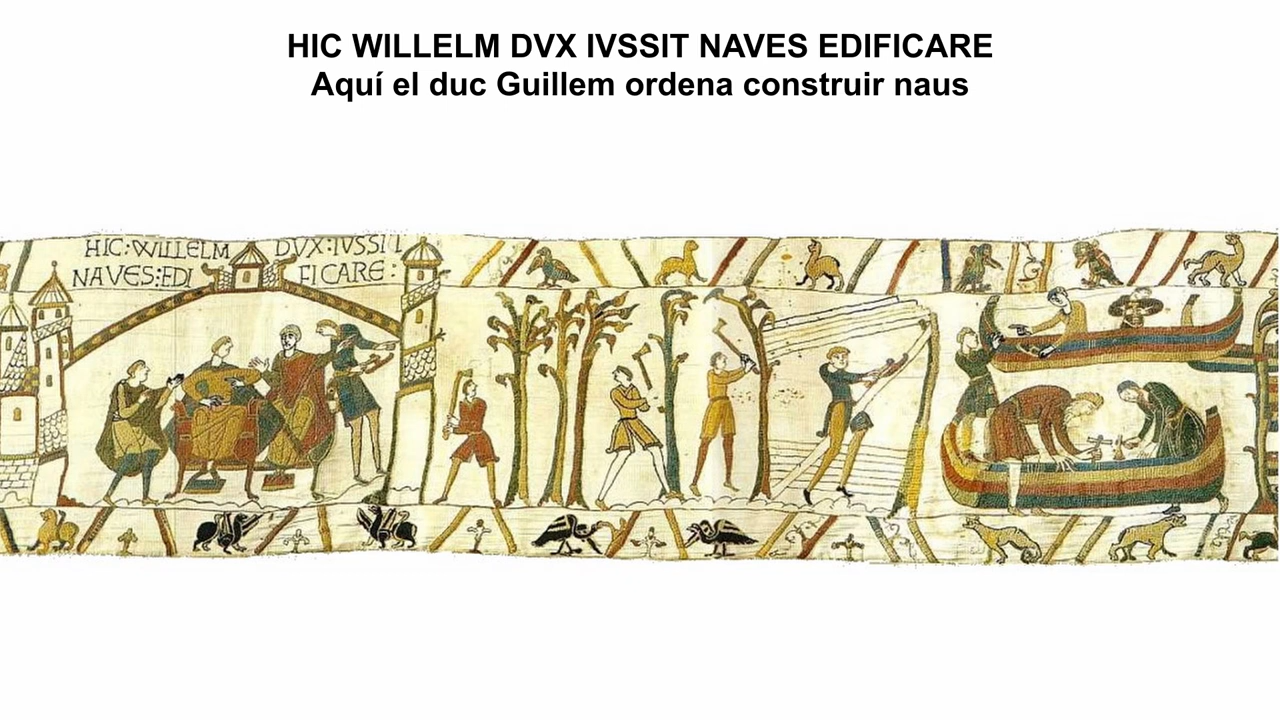 HIC WILLELM DVX IVSSIT NAVES EDIFICARE
Aquí el duc Guillem ordena construir naus
HIC:WILLELM DVX:IVSSIT
NAVES:EDI FICARE: